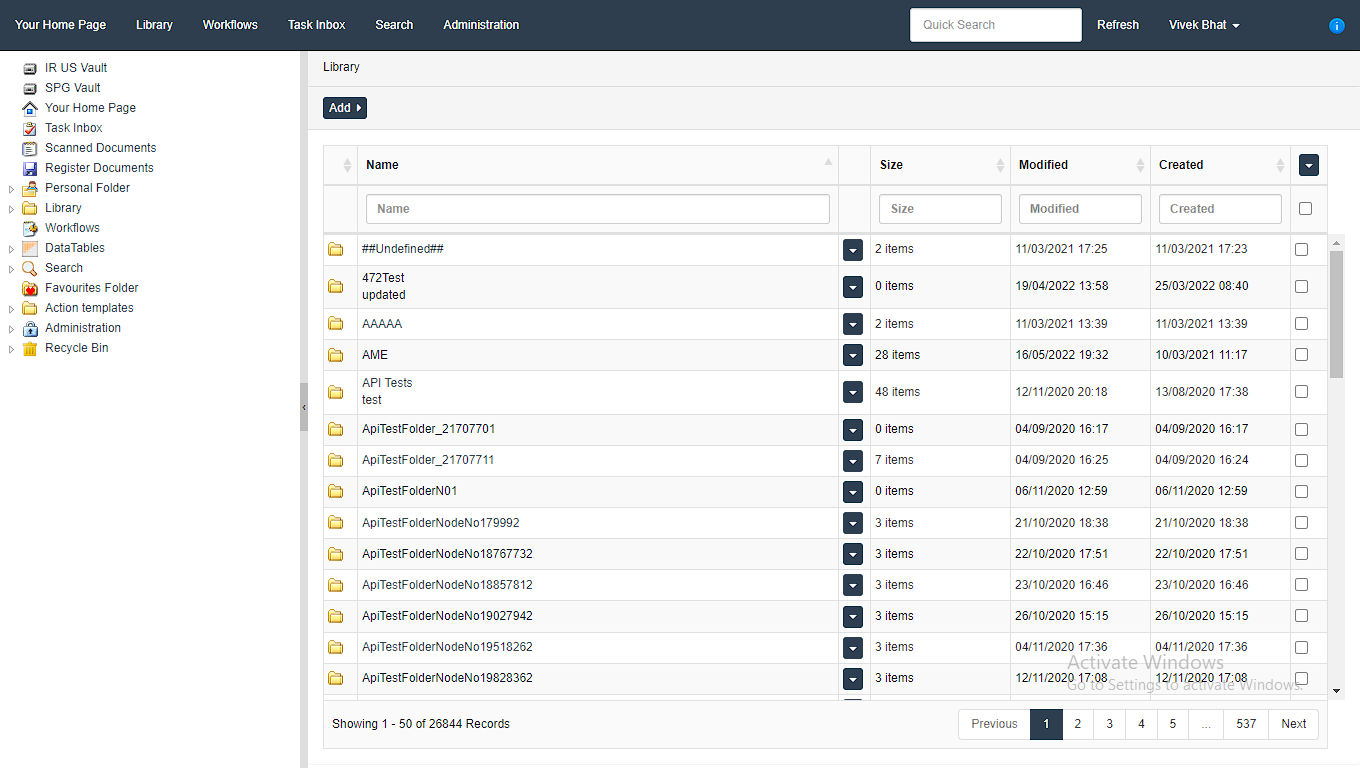 Your Home Page Library Workflows Task Inbox Search Administration Quick Search Refresh Vivek Bhat
IR US Vault
SPG Vault
Your Home Page
Task Inbox
Scanned Documents
Register Documents
Personal Folder
Library
Workflows
DataTables
Search
Favourites Folder
Action templates
Administration
Recycle Bin
Library
Add
Name Size Modified Created
Name Size Modified Created
##Undefined## 2 items 11/03/2021 17:25 11/03/2021 17:23
472Test
updated 0 items 19/04/2022 13:58 25/03/2022 08:40
AAAAA 2 items 11/03/2021 13:39 11/03/2021 13:39
AME 28 items 16/05/2022 19:32 10/03/2021 11:17
API Tests
test 48 items 12/11/2020 20:18 13/08/2020 17:38
ApiTestFolder_21707701 0 items 04/09/2020 16:17 04/09/2020 16:17
ApiTestFolder_21707711 7 items 04/09/2020 16:25 04/09/2020 16:24
ApiTestFolderN01 0 items 06/11/2020 12:59 06/11/2020 12:59
ApiTestFolderNodeNo179992 3 items 21/10/2020 18:38 21/10/2020 18:38
ApiTestFolderNodeNo18767732 3 items 22/10/2020 17:51 22/10/2020 17:51
ApiTestFolderNodeNo18857812 3 items 23/10/2020 16:46 23/10/2020 16:46
ApiTestFolderNodeNo19027942 3 items 26/10/2020 15:15 26/10/2020 15:15
ApiTestFolderNodeNo19518262 3 items 04/11/2020 17:36 04/11/2020 17:36
ApiTestFolderNodeNo19828362 3 items 12/11/2020 17:08 12/11/2020 17:08
Activate Windows
Go to Settings to activate Windows.
Showing 1 - 50 of 26844 Records Previous 1 2 3 4 5 ... 537 Next